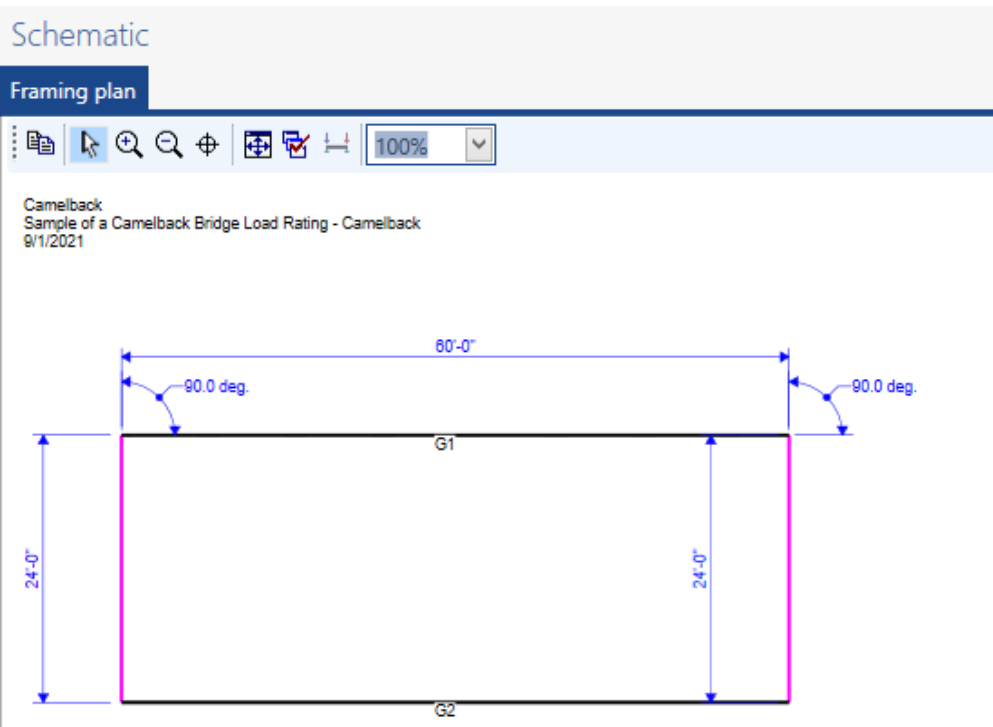 Schematic
Framing plan
100%
Camelback
Sample of a Camelback Bridge Load Rating - Camelback
9/1/2021
60'-0"
90.0 deg.
90.0 deg.
G1
24'-0"
24'-0"
G2